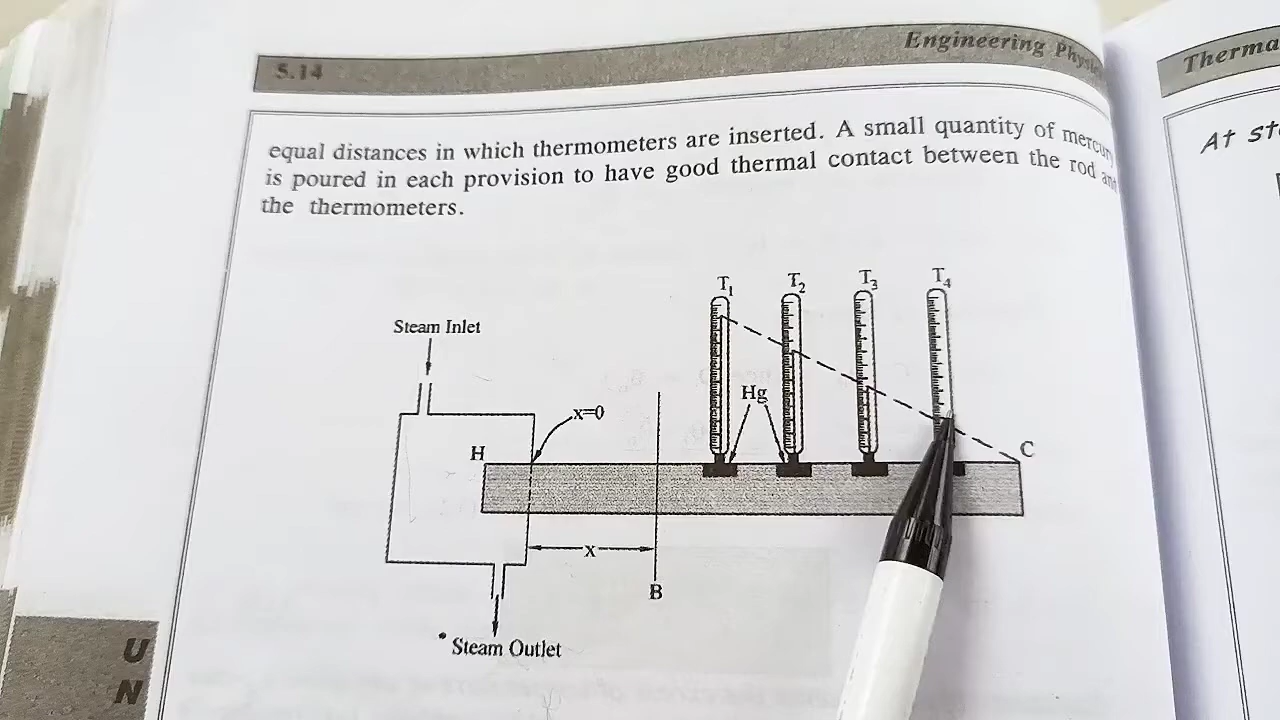 5.14
Engineering
equal distances in which thermometers are inserted. A small quantity of mercury
is poured in each provision to have good thermal contact between the rod
the thermometers.
T1 T2 T3 T4
Steam Inlet
Hg
x=0
H
C
x
B
Steam Outlet
U
N
At